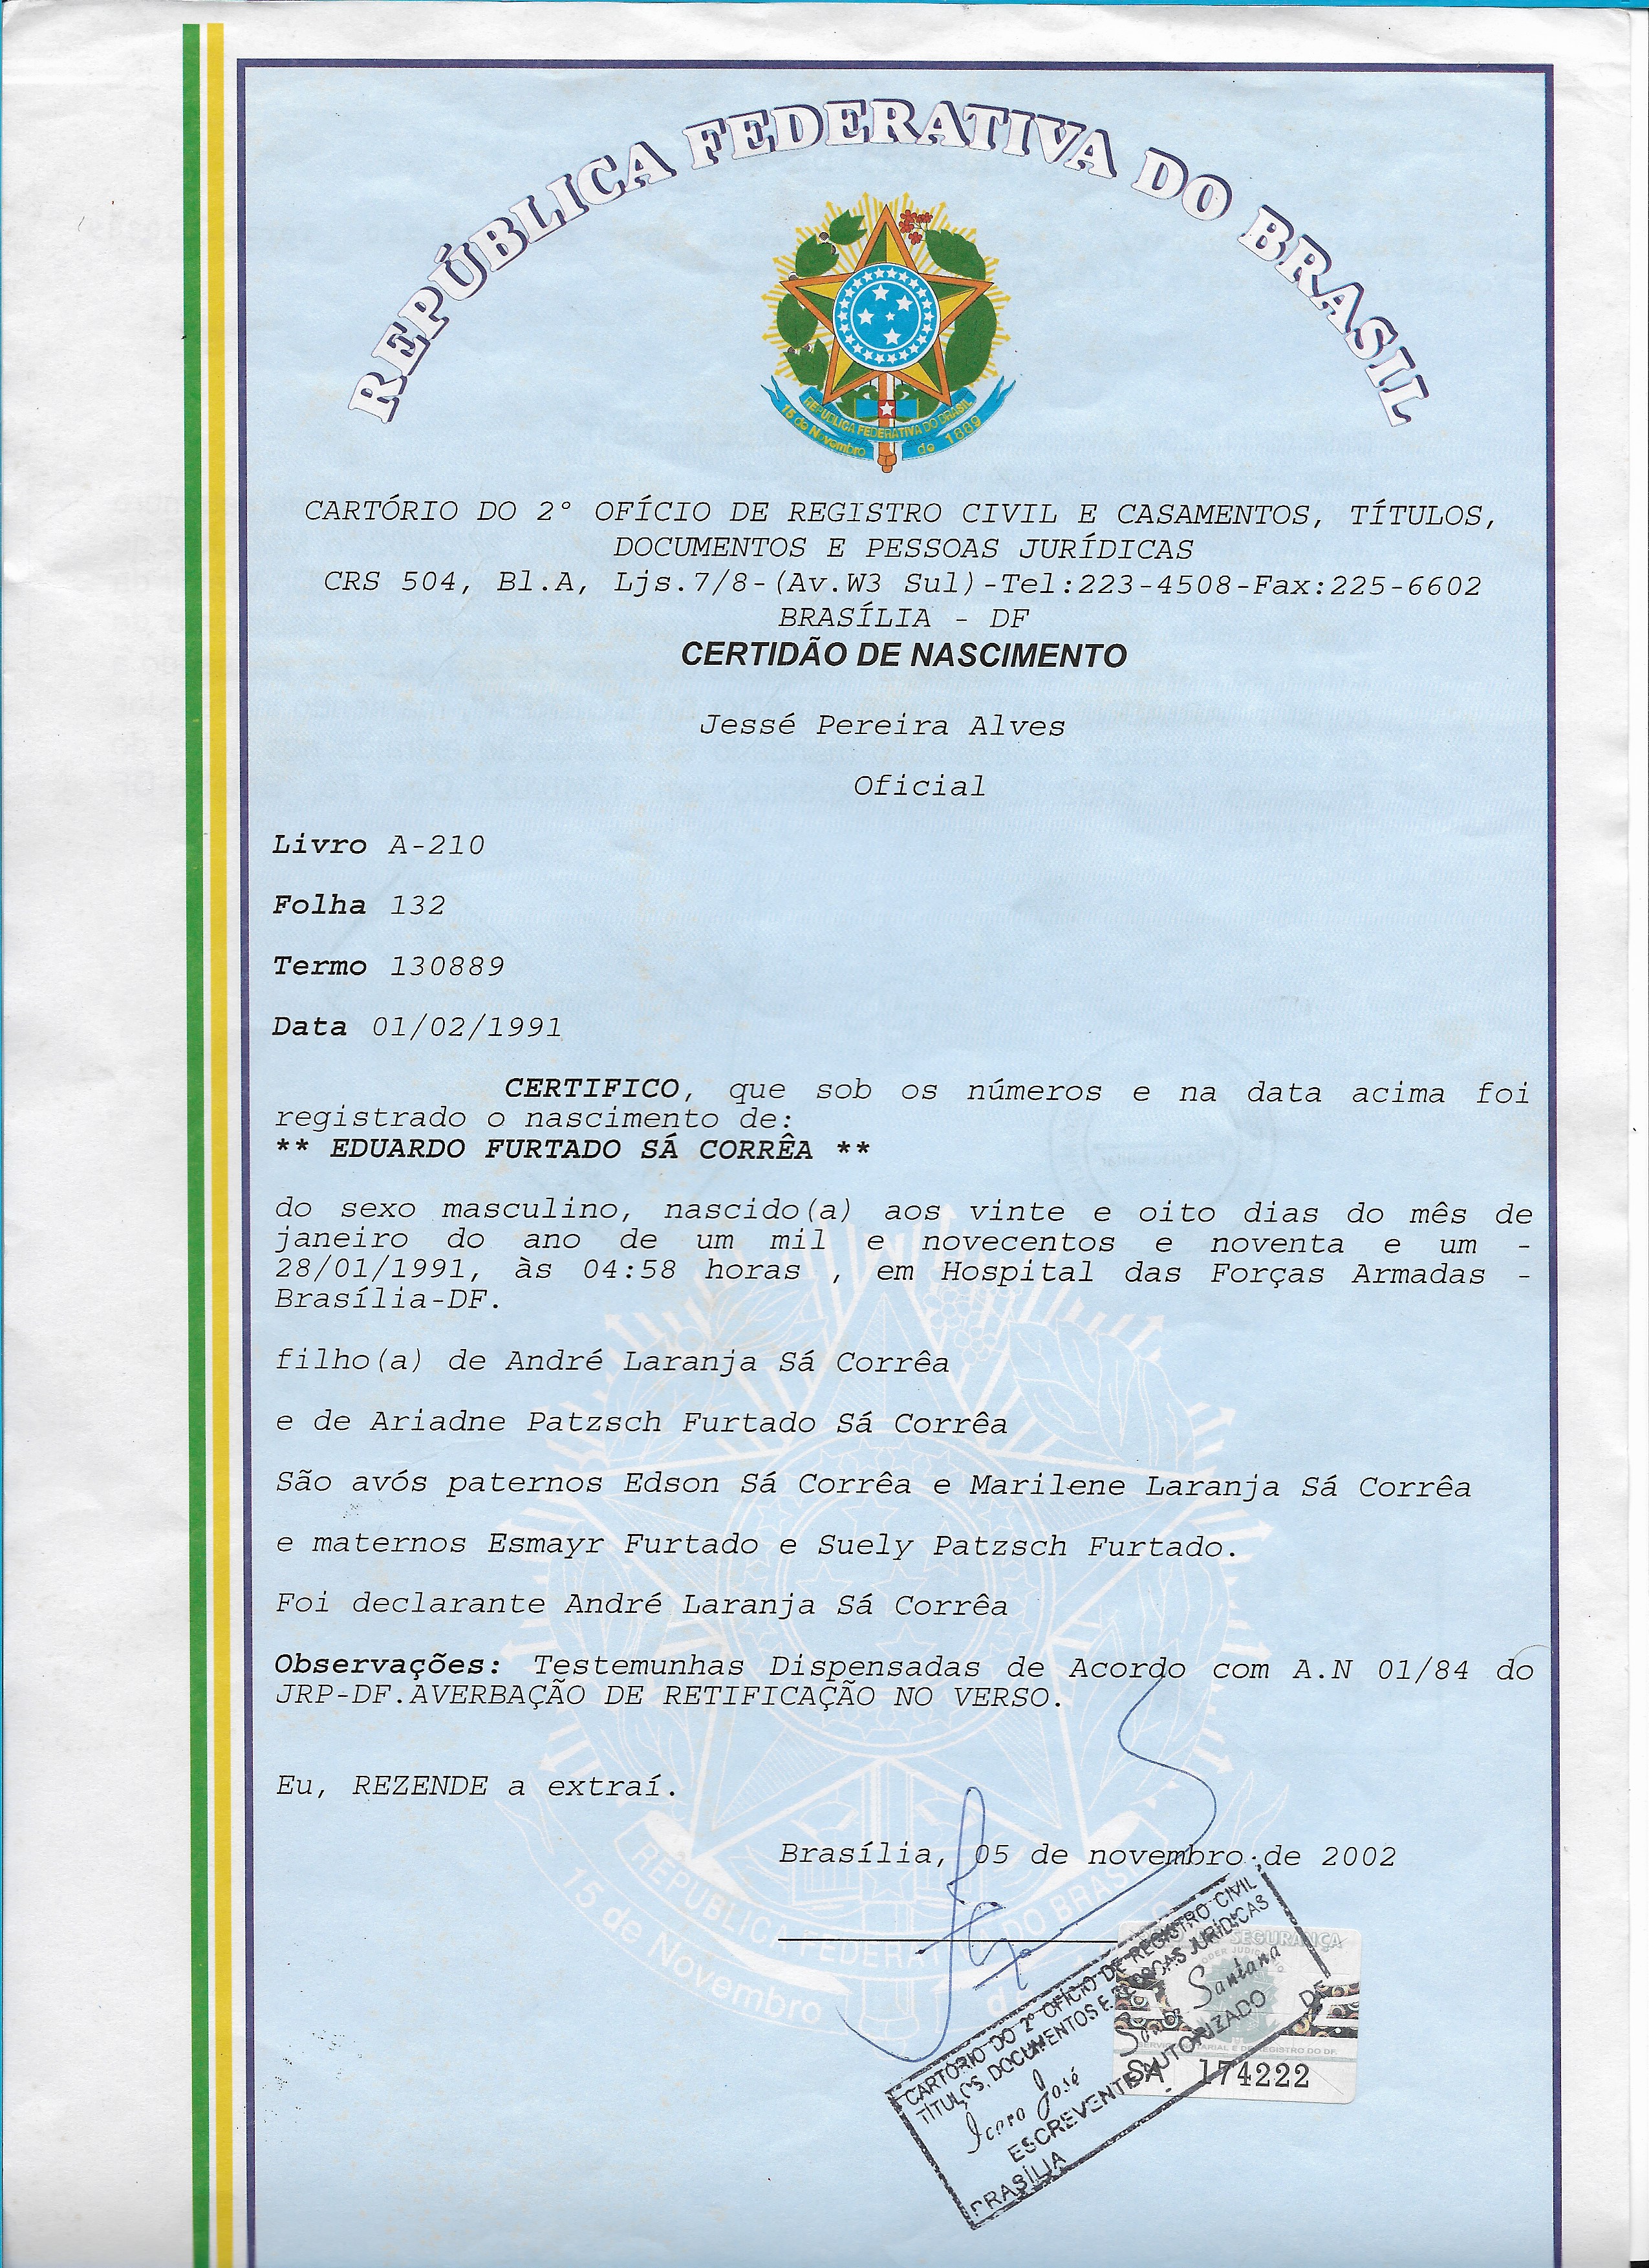 REPÚBLICA FEDERATIVA DO BRASIL
REPÚBLICA FEDERATIVA DO BRASIL
15 de Novembro de 1889
CARTÓRIO DO 2° OFÍCIO DE REGISTRO CIVIL E CASAMENTOS, TÍTULOS,
DOCUMENTOS E PESSOAS JURÍDICAS
CRS 504, Bl.A, Ljs.7/8-(Av.W3 Sul)-Tel:223-4508-Fax:225-6602
BRASÍLIA - DF
CERTIDÃO DE NASCIMENTO
Jessé Pereira Alves
Oficial
Livro A-210
Folha 132
Termo 130889
Data 01/02/1991
CERTIFICO, que sob os números e na data acima foi
registrado o nascimento de:
** EDUARDO FURTADO SÁ CORRÊA **
do sexo masculino, nascido(a) aos vinte e oito dias do mês de
janeiro do ano de um mil e novecentos e noventa e um -
28/01/1991, às 04:58 horas , em Hospital das Forças Armadas -
Brasília-DF.
filho(a) de André Laranja Sá Corrêa
e de Ariadne Patzsch Furtado Sá Corrêa
São avós paternos Edson Sá Corrêa e Marilene Laranja Sá Corrêa
e maternos Esmayr Furtado e Suely Patzsch Furtado.
Foi declarante André Laranja Sá Corrêa
Observações: Testemunhas Dispensadas de Acordo com A.N 01/84 do
JRP-DF.AVERBAÇÃO DE RETIFICAÇÃO NO VERSO.
Eu, REZENDE a extraí.
Brasília, 05 de novembro de 2002
REPÚBLICA FEDERATIVA DO BRASIL
15 de Novembro
CARTÓRIO DO 2º OFÍCIO DE REGISTRO CIVIL
TÍTULOS, DOCUMENTOS E PESSOAS JURÍDICAS
Ícaro José Santana
ESCREVENTE AUTORIZADO
BRASÍLIA DF
SEGURANÇA
174222